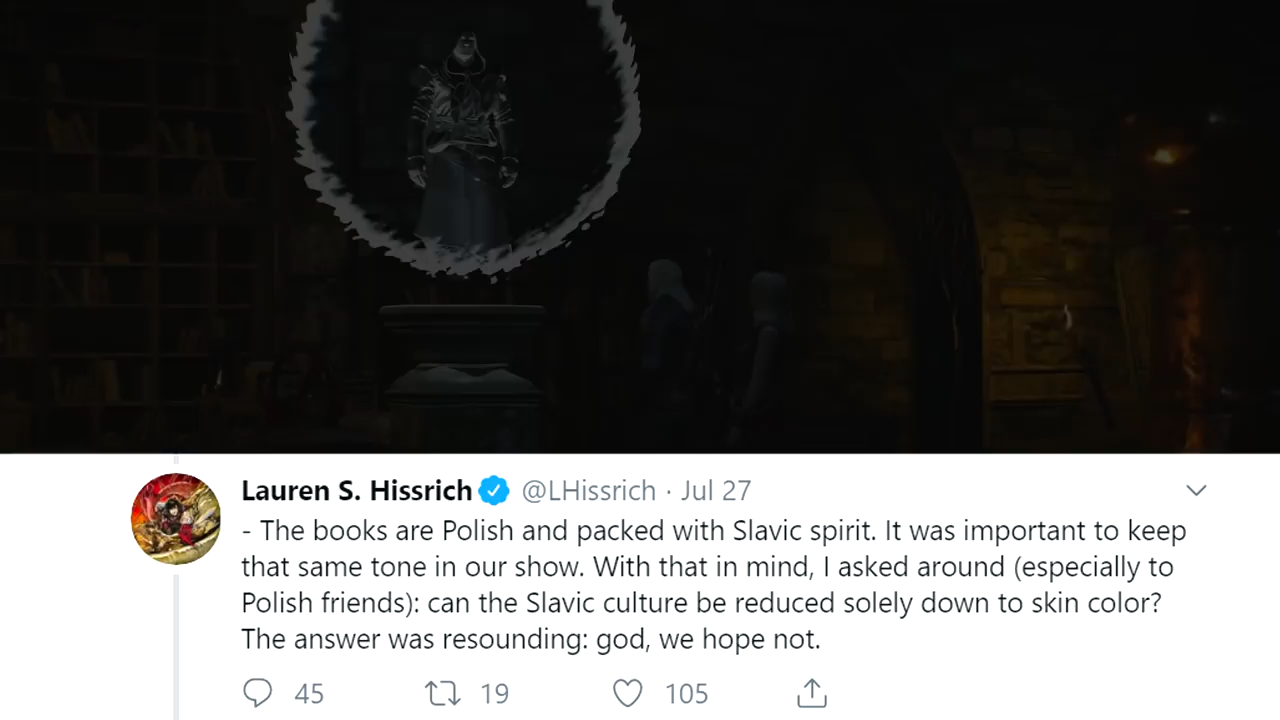 Lauren S. Hissrich @LHissrich · Jul 27
- The books are Polish and packed with Slavic spirit. It was important to keep
that same tone in our show. With that in mind, I asked around (especially to
Polish friends): can the Slavic culture be reduced solely down to skin color?
The answer was resounding: god, we hope not.
45 19 105